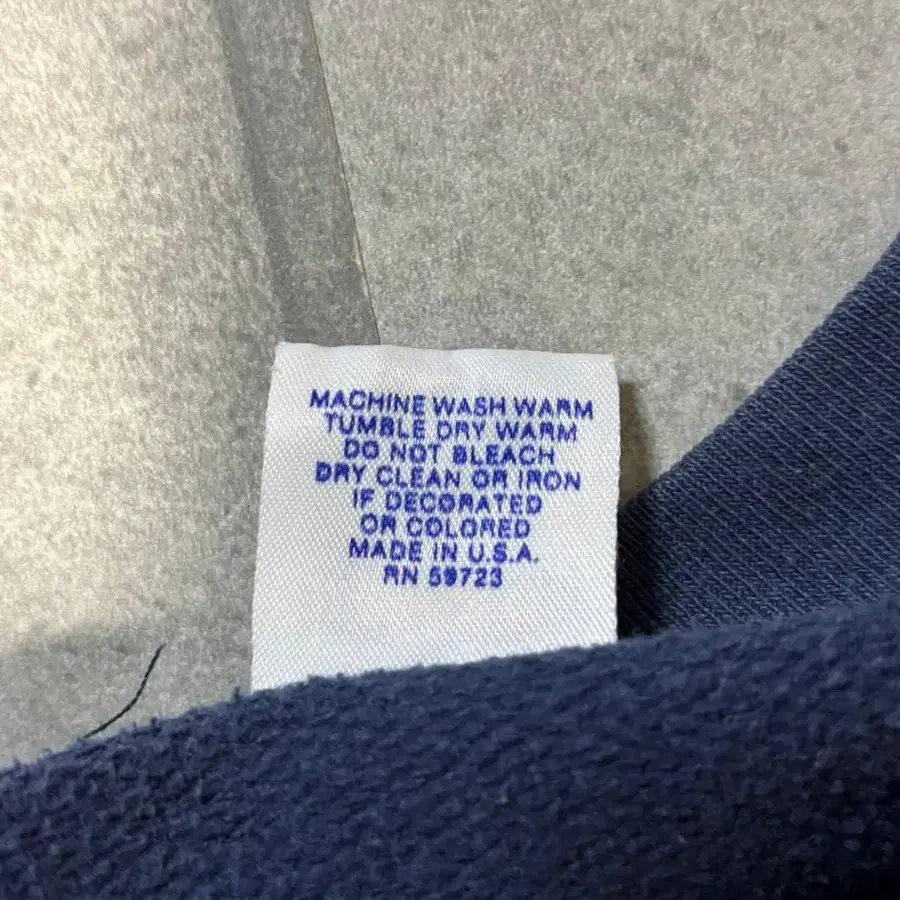 MACHINE WASH WARM
TUMBLE DRY WARM
DO NOT BLEACH
DRY CLEAN OR IRON
IF DECORATED
OR COLORED
MADE IN U.S.A.
RN 59723